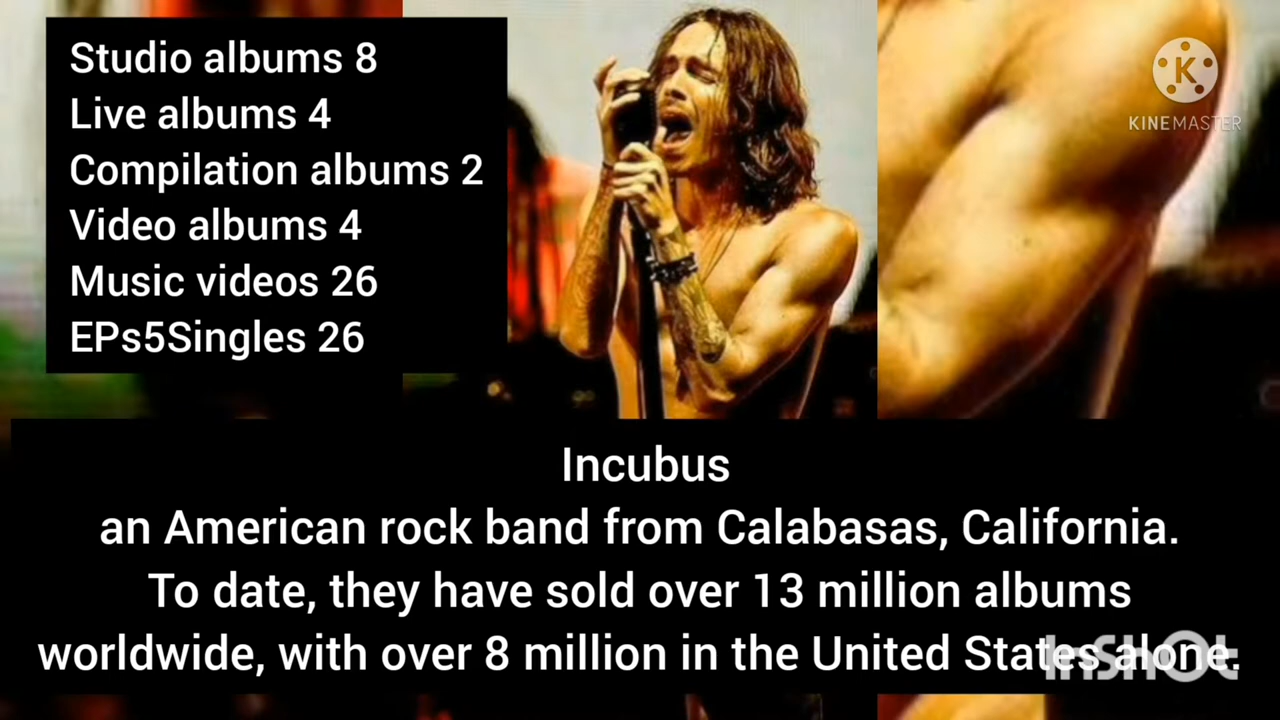 Studio albums 8
Live albums 4
Compilation albums 2
Video albums 4
Music videos 26
EPs5Singles 26
K
KINEMASTER
Incubus
an American rock band from Calabasas, California.
To date, they have sold over 13 million albums
worldwide, with over 8 million in the United States alone.
InShOt